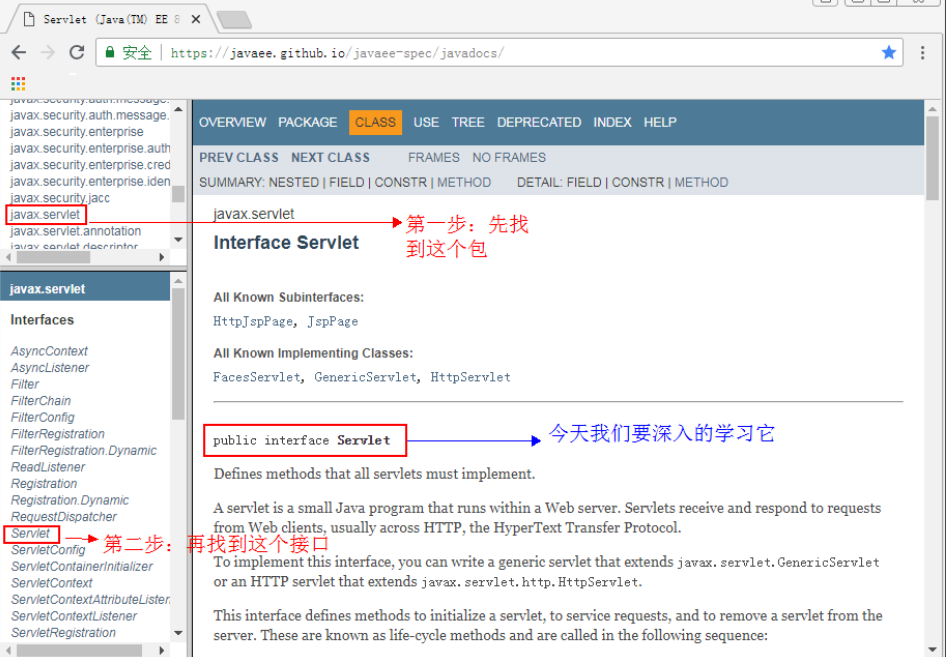 Servlet (Java(TM) EE 8
安全 https://javaee.github.io/javaee-spec/javadocs/
javax.security.auth.message.
javax.security.auth.message.
javax.security.enterprise
javax.security.enterprise.auth
javax.security.enterprise.cred
javax.security.enterprise.iden
javax.security.jacc
javax.servlet
javax.servlet.annotation
javax.servlet.descriptor
javax.servlet
Interfaces
AsyncContext
AsyncListener
Filter
FilterChain
FilterConfig
FilterRegistration
FilterRegistration.Dynamic
ReadListener
Registration
Registration.Dynamic
RequestDispatcher
Servlet
ServletConfig
ServletContainerInitializer
ServletContext
ServletContextAttributeListen
ServletContextListener
ServletRegistration
第二步：再找到这个接口
OVERVIEW PACKAGE CLASS USE TREE DEPRECATED INDEX HELP
PREV CLASS NEXT CLASS FRAMES NO FRAMES
SUMMARY: NESTED | FIELD | CONSTR | METHOD DETAIL: FIELD | CONSTR | METHOD
javax.servlet
第一步：先找
到这个包
Interface Servlet
All Known Subinterfaces:
HttpJspPage, JspPage
All Known Implementing Classes:
FacesServlet, GenericServlet, HttpServlet
public interface Servlet
今天我们要深入的学习它
Defines methods that all servlets must implement.
A servlet is a small Java program that runs within a Web server. Servlets receive and respond to requests
from Web clients, usually across HTTP, the HyperText Transfer Protocol.
To implement this interface, you can write a generic servlet that extends javax.servlet.GenericServlet
or an HTTP servlet that extends javax.servlet.http.HttpServlet.
This interface defines methods to initialize a servlet, to service requests, and to remove a servlet from the
server. These are known as life-cycle methods and are called in the following sequence: